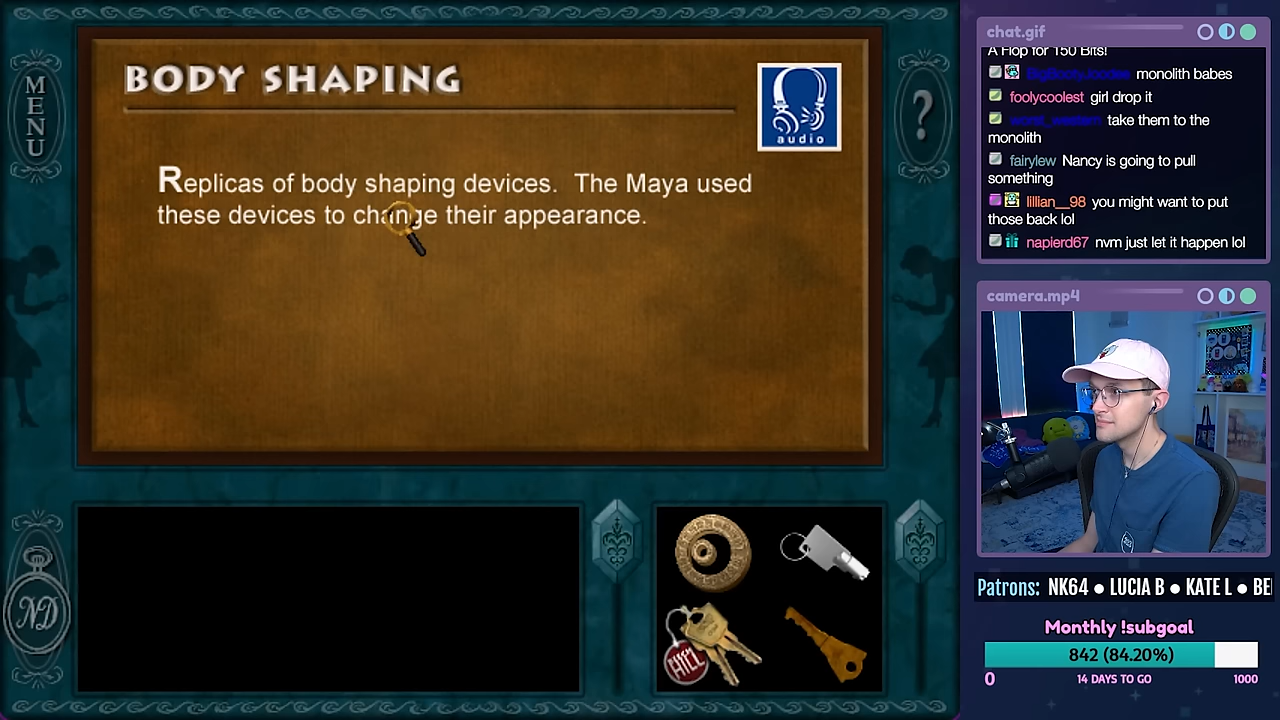 MENU
BODY SHAPING
audio
?
Replicas of body shaping devices. The Maya used
these devices to change their appearance.
ND
HILL
chat.gif
A Flop for 150 Bits!
BigBootyJoodee monolith babes
foolycoolest girl drop it
worst_western take them to the
monolith
fairylew Nancy is going to pull
something
lillian__98 you might want to put
those back lol
napierd67 nvm just let it happen lol
camera.mp4
Patrons: NK64 ● LUCIA B ● KATE L ● BE
Monthly !subgoal
842 (84.20%)
0 14 DAYS TO GO 1000